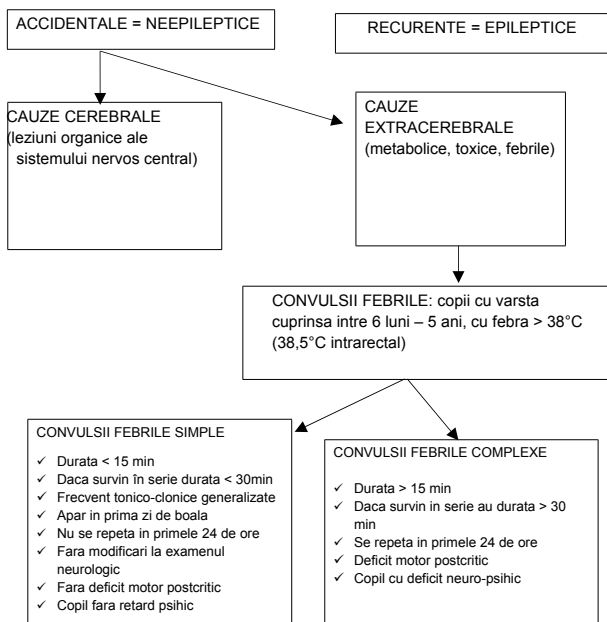 ACCIDENTALE = NEEPILEPTICE
RECURENTE = EPILEPTICE
CAUZE CEREBRALE
(leziuni organice ale
sistemului nervos central)
CAUZE
EXTRACEREBRALE
(metabolice, toxice, febrile)
CONVULSII FEBRILE: copii cu varsta
cuprinsa intre 6 luni – 5 ani, cu febra > 38°C
(38,5°C intrarectal)
CONVULSII FEBRILE SIMPLE
✓ Durata < 15 min
✓ Daca survin în serie durata < 30min
✓ Frecvent tonico-clonice generalizate
✓ Apar in prima zi de boala
✓ Nu se repeta in primele 24 de ore
✓ Fara modificari la examenul
neurologic
✓ Fara deficit motor postcritic
✓ Copil fara retard psihic
CONVULSII FEBRILE COMPLEXE
✓ Durata > 15 min
✓ Daca survin in serie au durata > 30
min
✓ Se repeta in primele 24 de ore
✓ Deficit motor postcritic
✓ Copil cu deficit neuro-psihic